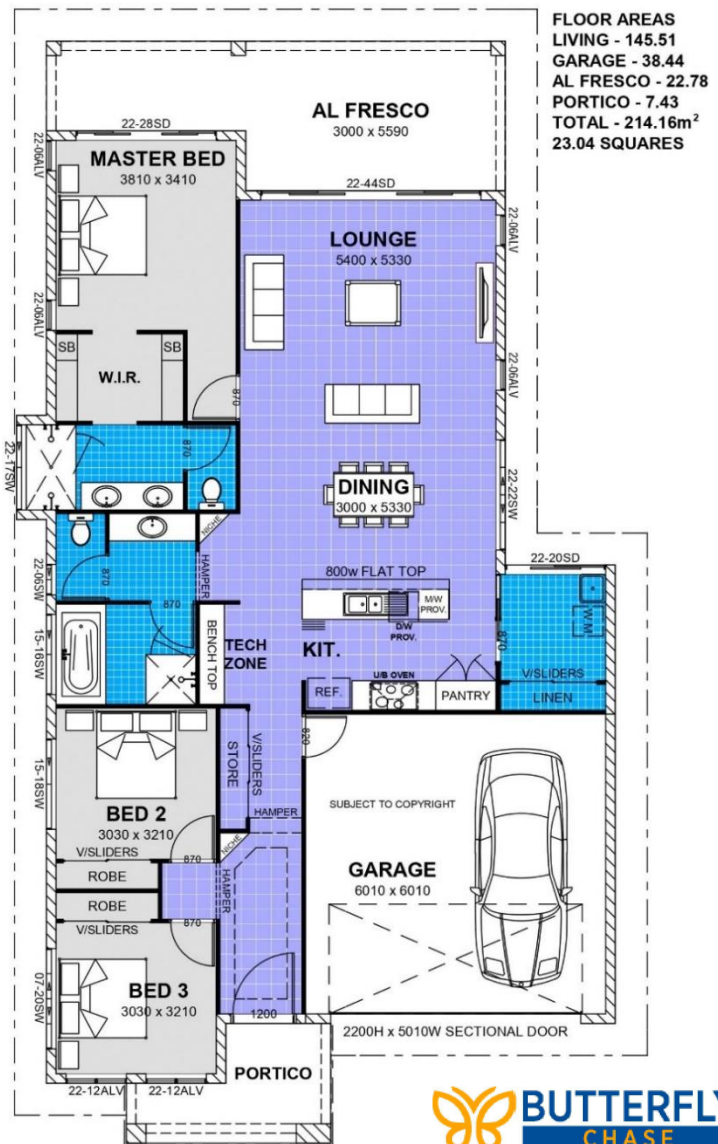 FLOOR AREAS
LIVING - 145.51
GARAGE - 38.44
AL FRESCO - 22.78
PORTICO - 7.43
TOTAL - 214.16m²
23.04 SQUARES
AL FRESCO
3000 x 5590
22-28SD
22-06ALV
MASTER BED
3810 x 3410
22-44SD
22-06ALV
LOUNGE
5400 x 5330
22-06ALV
22-06ALV
SB
SB
W.I.R.
870
22-17SW
870
22-22SW
DINING
3000 x 5330
NICHE
22-06SW
870
HAMPER
22-20SD
800w FLAT TOP
M/W
PROV.
D/W
PROV.
W M
870
15-16SW
BENCH TOP
TECH
ZONE
KIT.
870
V/SLIDERS
LINEN
U/B OVEN
REF.
PANTRY
STORE
V/SLIDERS
820
15-18SW
BED 2
3030 x 3210
HAMPER
SUBJECT TO COPYRIGHT
V/SLIDERS
ROBE
870
NICHE
HAMPER
GARAGE
6010 x 6010
ROBE
V/SLIDERS
870
07-20SW
BED 3
3030 x 3210
1200
2200H x 5010W SECTIONAL DOOR
PORTICO
22-12ALV
22-12ALV
BUTTERFLY
CHASE